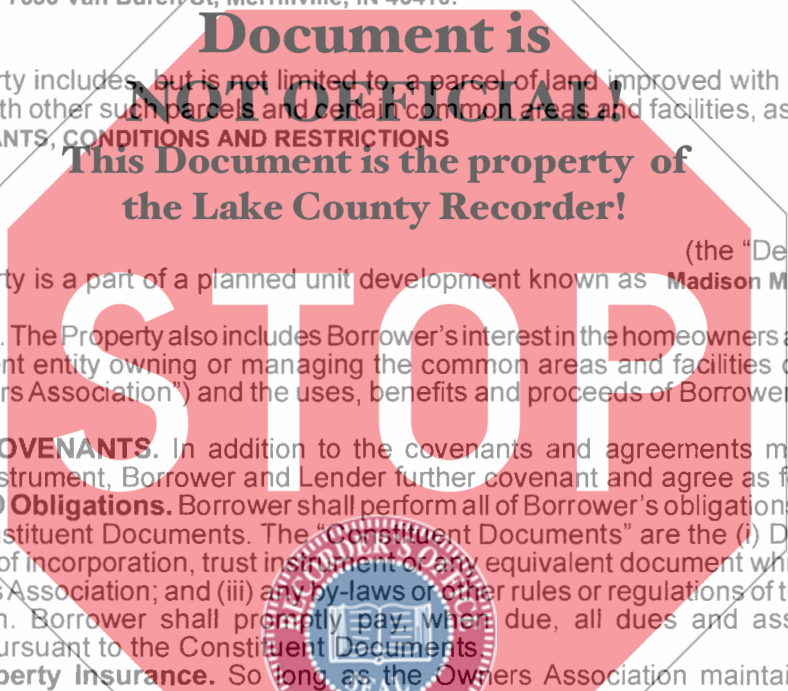 7655 Van Buren St, Merrillville, IN 46410.
Document is
rty includes, but is not limited to, a parcel of land improved with
NOT OFFICIAL!
th other such parcels and certain common areas and facilities, as
ANTS, CONDITIONS AND RESTRICTIONS
This Document is the property of
the Lake County Recorder!
(the “De
rty is a part of a planned unit development known as Madison M
STOP
. The Property also includes Borrower's interest in the homeowners a
nt entity owning or managing the common areas and facilities o
rs Association”) and the uses, benefits and proceeds of Borrower
OVENANTS. In addition to the covenants and agreements m
strument, Borrower and Lender further covenant and agree as f
Obligations. Borrower shall perform all of Borrower's obligations
stituent Documents. The “Constituent Documents” are the (i) D
of incorporation, trust instrument or any equivalent document whi
s Association; and (iii) any by-laws or other rules or regulations of t
n. Borrower shall promptly pay, when due, all dues and ass
ursuant to the Constituent Documents.
RECORDER'S OFFICE
SEAL
perty Insurance. So long as the Owners Association maintai